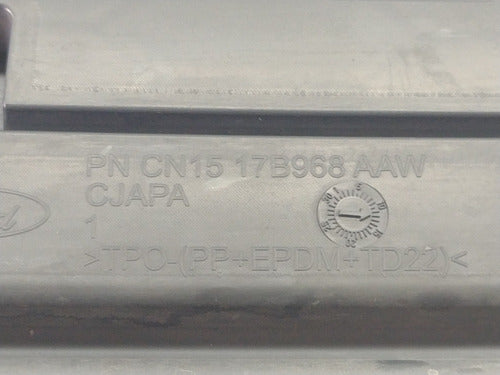 PN CN15 17B968 AAW
CJAPA
1
>TPO-(PP+EPDM+TD22)<